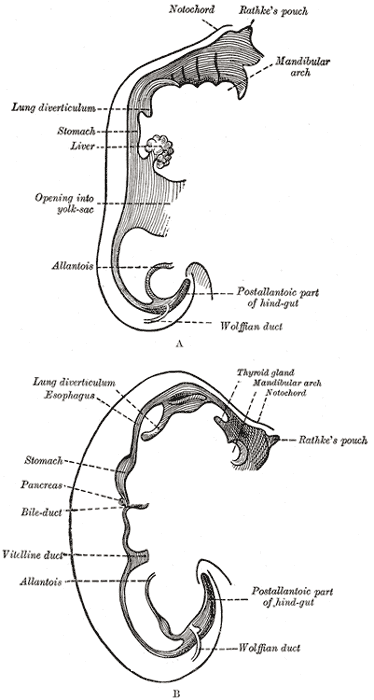 Notochord
Rathke's pouch
Mandibular
arch
Lung diverticulum
Stomach
Liver
Opening into
yolk-sac
Allantois
Postallantoic part
of hind-gut
Wolffian duct
A
Lung diverticulum
Esophagus
Thyroid gland
Mandibular arch
Notochord
Rathke's pouch
Stomach
Pancreas
Bile-duct
Vitelline duct
Allantois
Postallantoic part
of hind-gut
Wolffian duct
B